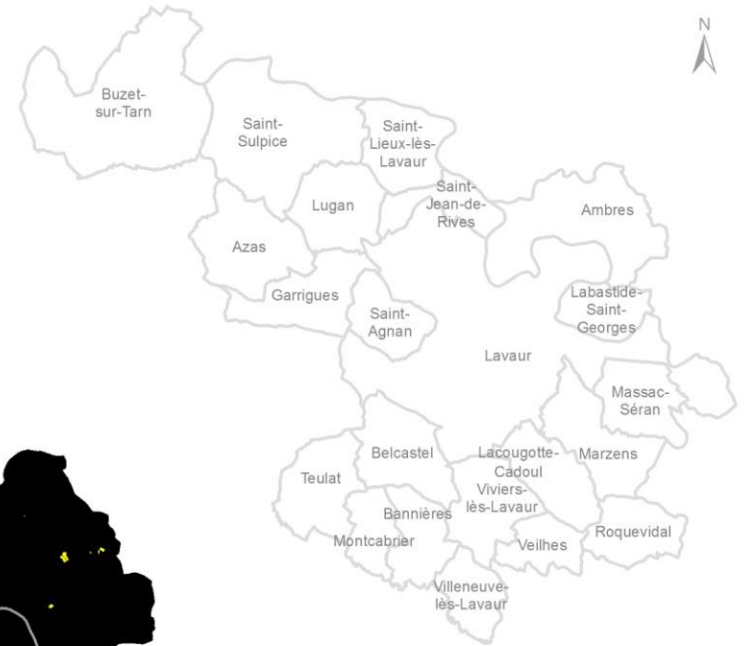 N
Buzet-
sur-Tarn
Saint-
Sulpice
Saint-
Lieux-lès-
Lavaur
Saint-
Jean-de-
Rives
Lugan
Ambres
Azas
Garrigues
Saint-
Agnan
Labastide-
Saint-
Georges
Lavaur
Massac-
Séran
Belcastel
Lacougotte-
Cadoul
Marzens
Teulat
Viviers-
lès-Lavaur
Bannières
Montcabrier
Veilhes
Roquevidal
Villeneuve-
lès-Lavaur